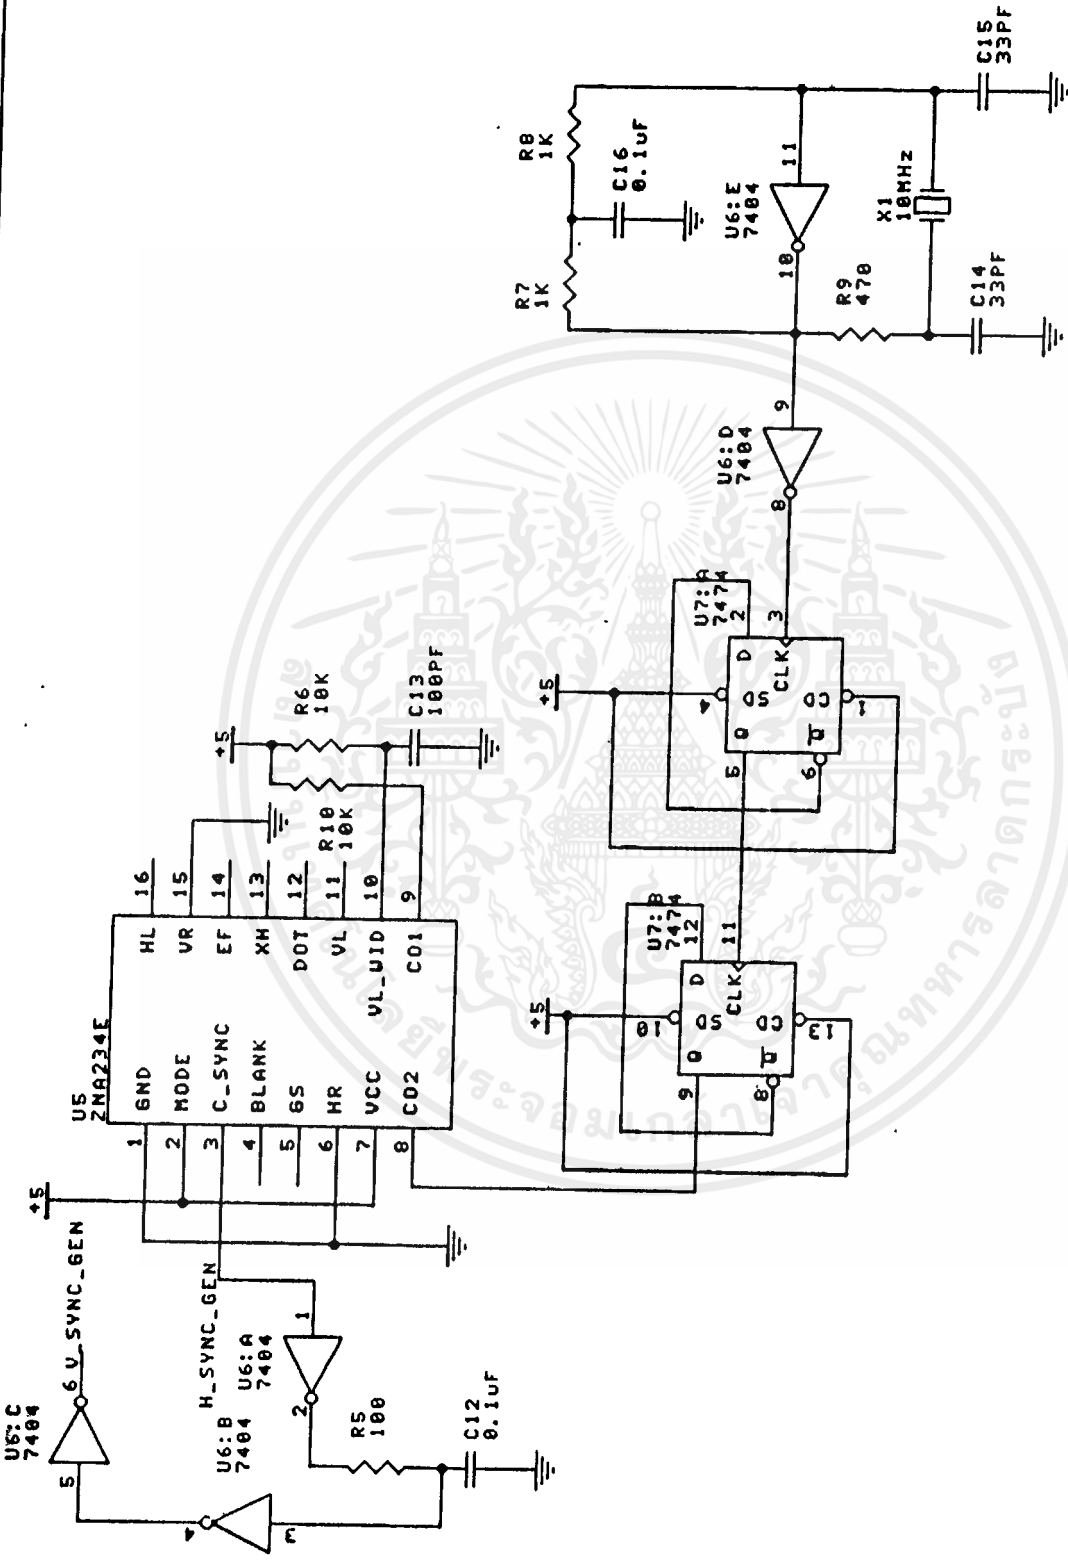 U6:C
7404
5
6
V_SYNC_GEN
4
3
U6:B
7404
H_SYNC_GEN
U6:A
7404
1
2
R5
100
C12
0.1uF
+5
U5
ZNA234E
1
GND
2
MODE
3
C_SYNC
4
BLANK
5
GS
6
HR
7
VCC
8
CO2
HL
16
VR
15
EF
14
XH
13
DOT
12
VL
11
VL_WID
10
CO1
9
+5
R6
10K
R10
10K
C13
100PF
+5
U7:B
7474
12
11
D
CLK
SD
CD
Q
Q
10
13
9
8
+5
U7:A
7474
2
3
D
CLK
SD
CD
Q
Q
4
1
5
6
U6:D
7404
9
8
R7
1K
R8
1K
C16
0.1uF
U6:E
7404
11
10
R9
470
X1
10MHz
C14
33PF
C15
33PF